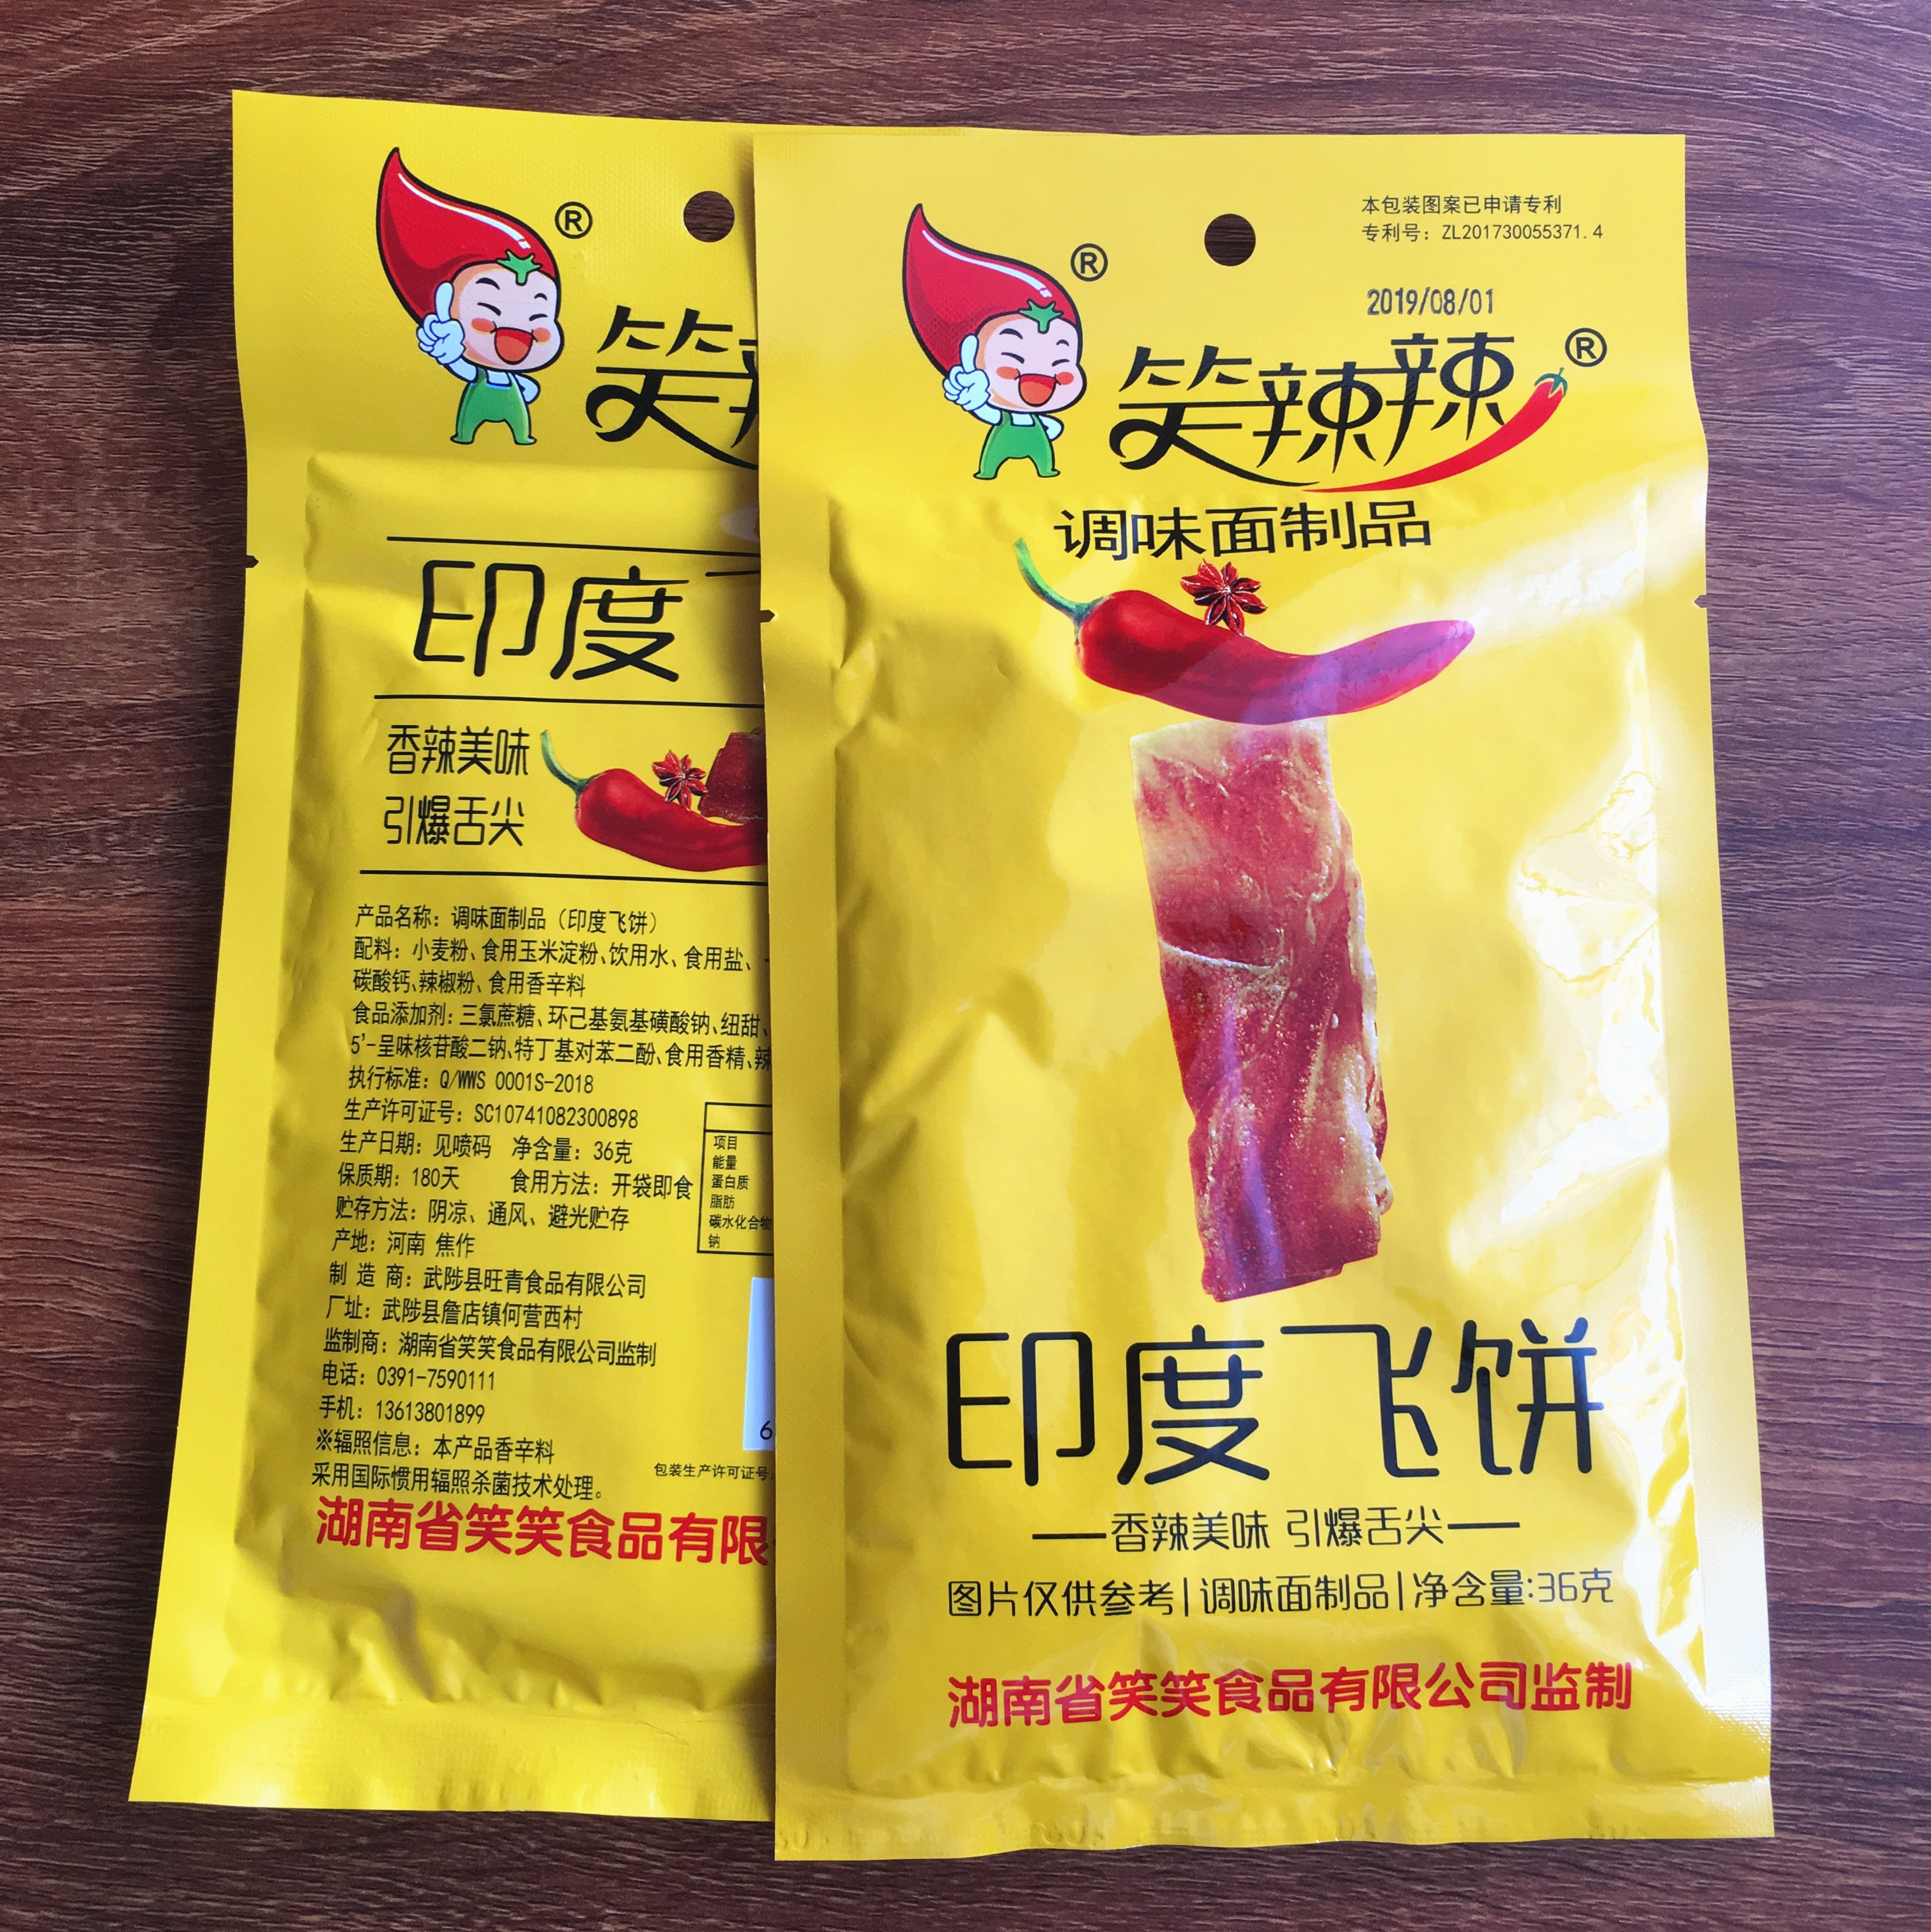 ®
笑
印度
香辣美味
引爆舌尖
产品名称：调味面制品（印度飞饼）
配料：小麦粉、食用玉米淀粉、饮用水、食用盐、
碳酸钙、辣椒粉、食用香辛料
食品添加剂：三氯蔗糖、环己基氨基磺酸钠、纽甜、
5'-呈味核苷酸二钠、特丁基对苯二酚、食用香精、辣
执行标准：Q/WWS 0001S-2018
生产许可证号：SC10741082300898
生产日期：见喷码 净含量：36克
保质期：180天 食用方法：开袋即食
贮存方法：阴凉、通风、避光贮存
产地：河南 焦作
制 造 商：武陟县旺青食品有限公司
厂址：武陟县詹店镇何营西村
监制商：湖南省笑笑食品有限公司监制
电话：0391-7590111
手机：13613801899
※辐照信息：本产品香辛料
采用国际惯用辐照杀菌技术处理。
项目
能量
蛋白质
脂肪
碳水化合物
钠
6
包装生产许可证号
湖南省笑笑食品有限
本包装图案已申请专利
专利号：ZL201730055371.4
2019/08/01
®
笑辣辣®
调味面制品
印度飞饼
—香辣美味 引爆舌尖—
图片仅供参考|调味面制品|净含量:36克
湖南省笑笑食品有限公司监制